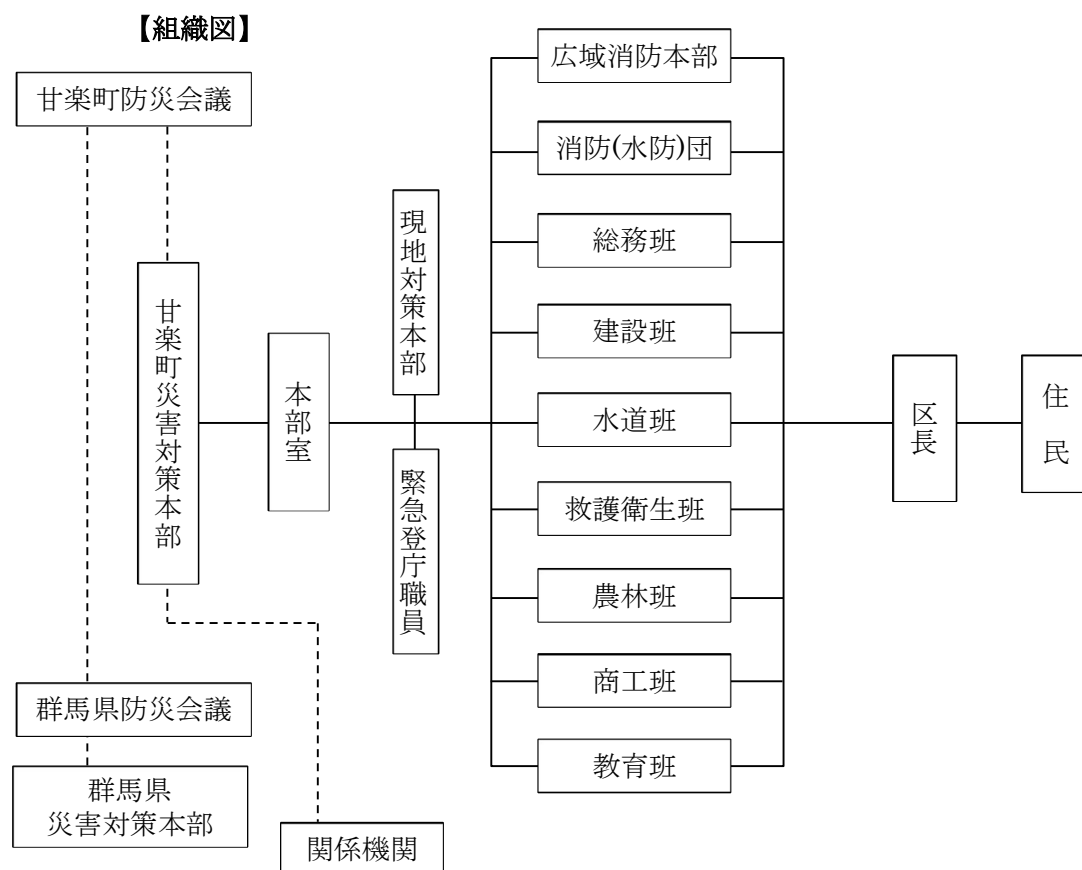 【組織図】
甘楽町防災会議
甘楽町災害対策本部
本部室
現地対策本部
緊急登庁職員
広域消防本部
消防(水防)団
総務班
建設班
水道班
救護衛生班
農林班
商工班
教育班
区長
住民
群馬県防災会議
群馬県
災害対策本部
関係機関